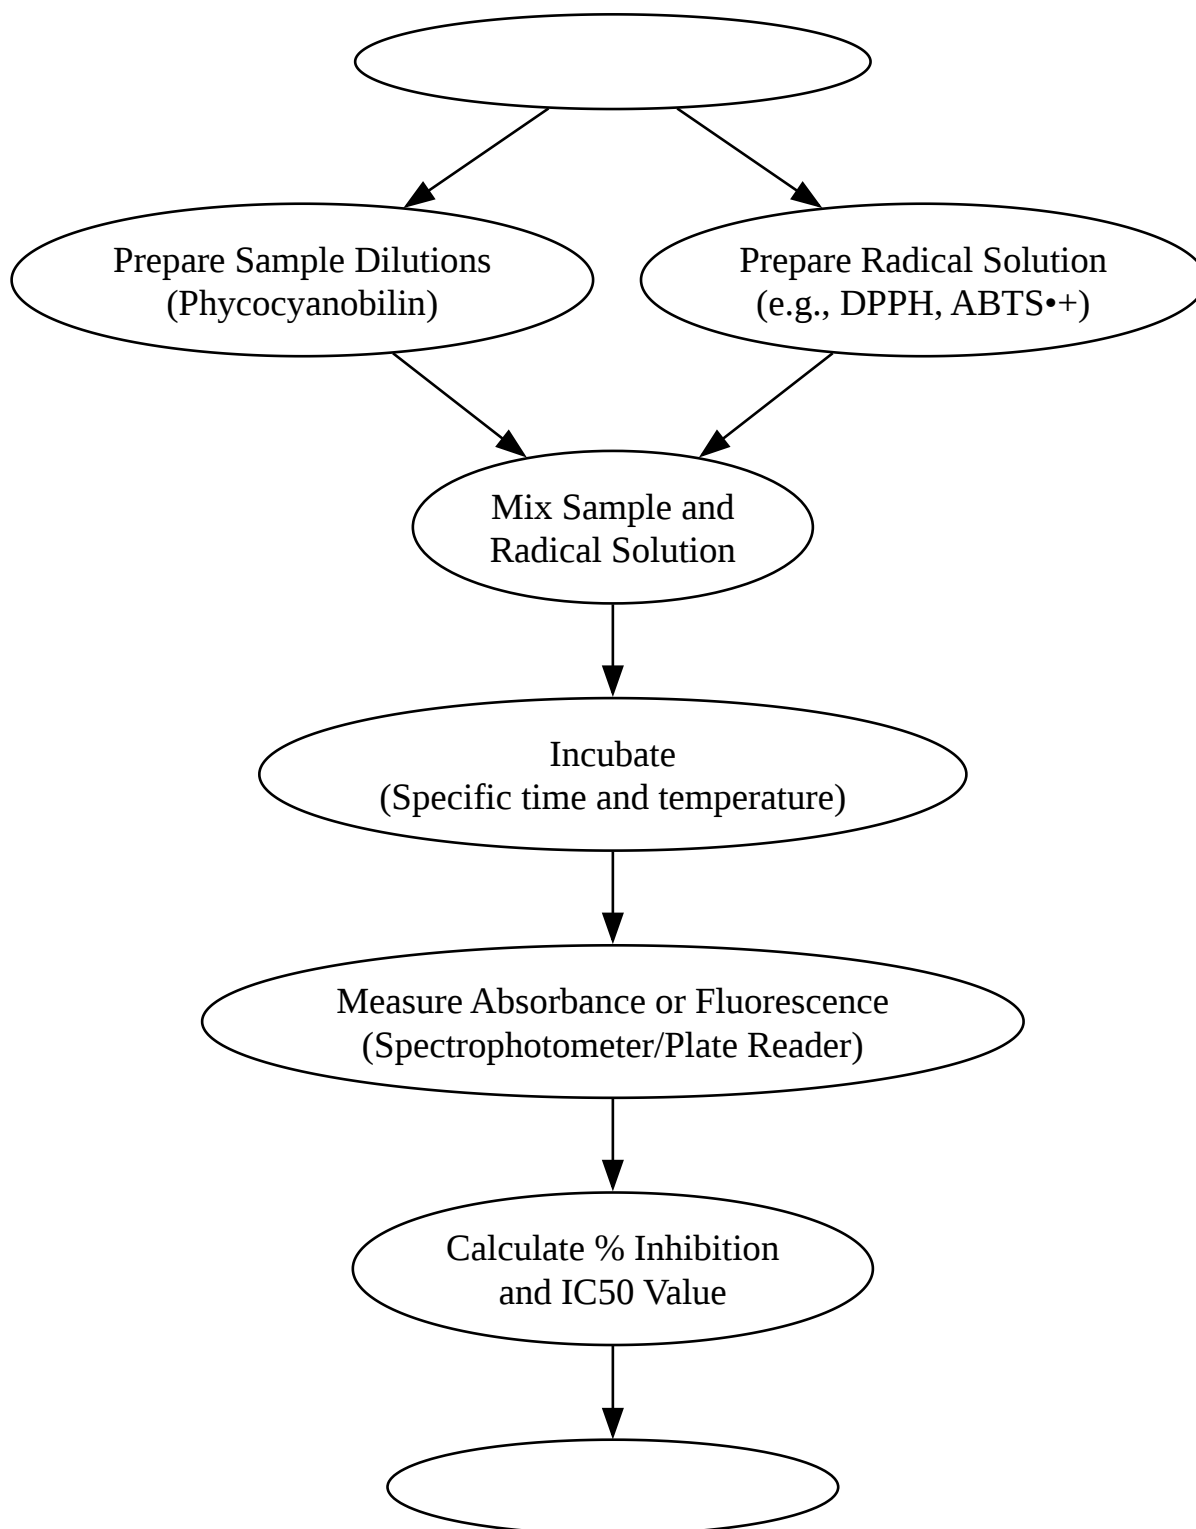 Prepare Sample Dilutions
(Phycocyanobilin)
Prepare Radical Solution
(e.g., DPPH, ABTS•+)
Mix Sample and
Radical Solution
Incubate
(Specific time and temperature)
Measure Absorbance or Fluorescence
(Spectrophotometer/Plate Reader)
Calculate % Inhibition
and IC50 Value